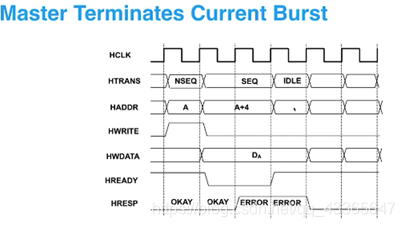 Master Terminates Current Burst
HCLK
HTRANS NSEQ SEQ IDLE
HADDR A A+4
HWRITE
HWDATA DA
HREADY
HRESP OKAY OKAY ERROR ERROR